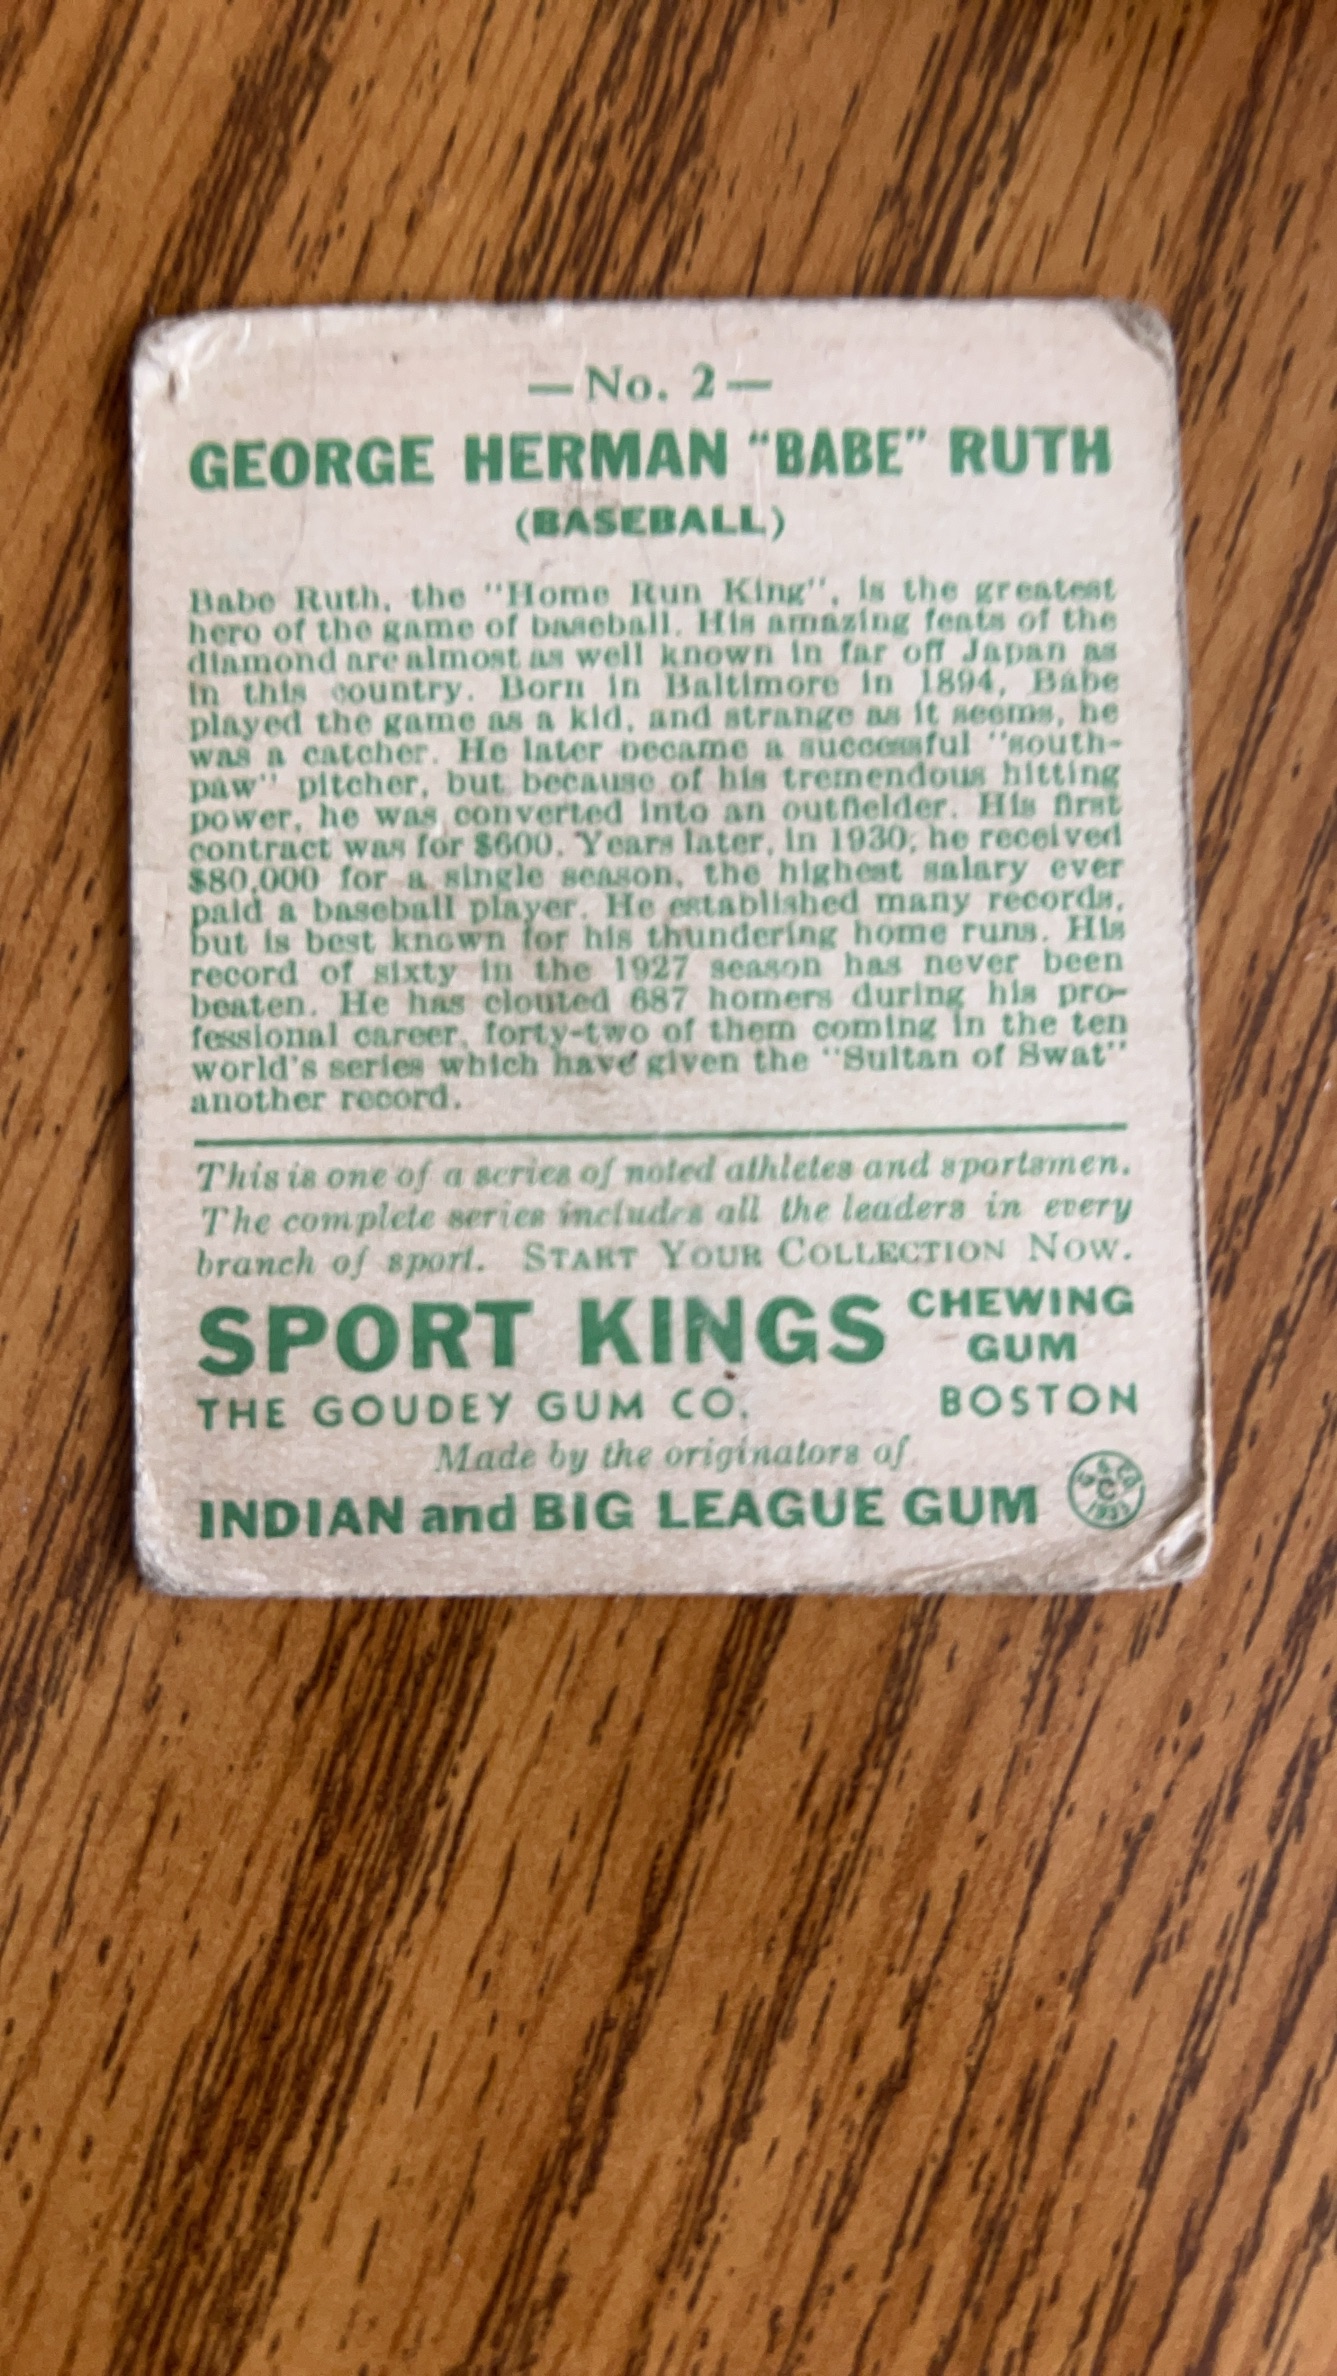 — No. 2 —
GEORGE HERMAN "BABE" RUTH
(BASEBALL)
Babe Ruth, the "Home Run King", is the greatest
hero of the game of baseball. His amazing feats of the
diamond are almost as well known in far off Japan as
in this country. Born in Baltimore in 1894, Babe
played the game as a kid, and strange as it seems, he
was a catcher. He later became a successful "south-
paw" pitcher, but because of his tremendous hitting
power, he was converted into an outfielder. His first
contract was for $600. Years later, in 1930, he received
$80,000 for a single season, the highest salary ever
paid a baseball player. He established many records,
but is best known for his thundering home runs. His
record of sixty in the 1927 season has never been
beaten. He has clouted 687 homers during his pro-
fessional career, forty-two of them coming in the ten
world's series which have given the "Sultan of Swat"
another record.
This is one of a series of noted athletes and sportsmen.
The complete series includes all the leaders in every
branch of sport. START YOUR COLLECTION NOW.
SPORT KINGS CHEWING GUM
THE GOUDEY GUM CO. BOSTON
Made by the originators of
INDIAN and BIG LEAGUE GUM